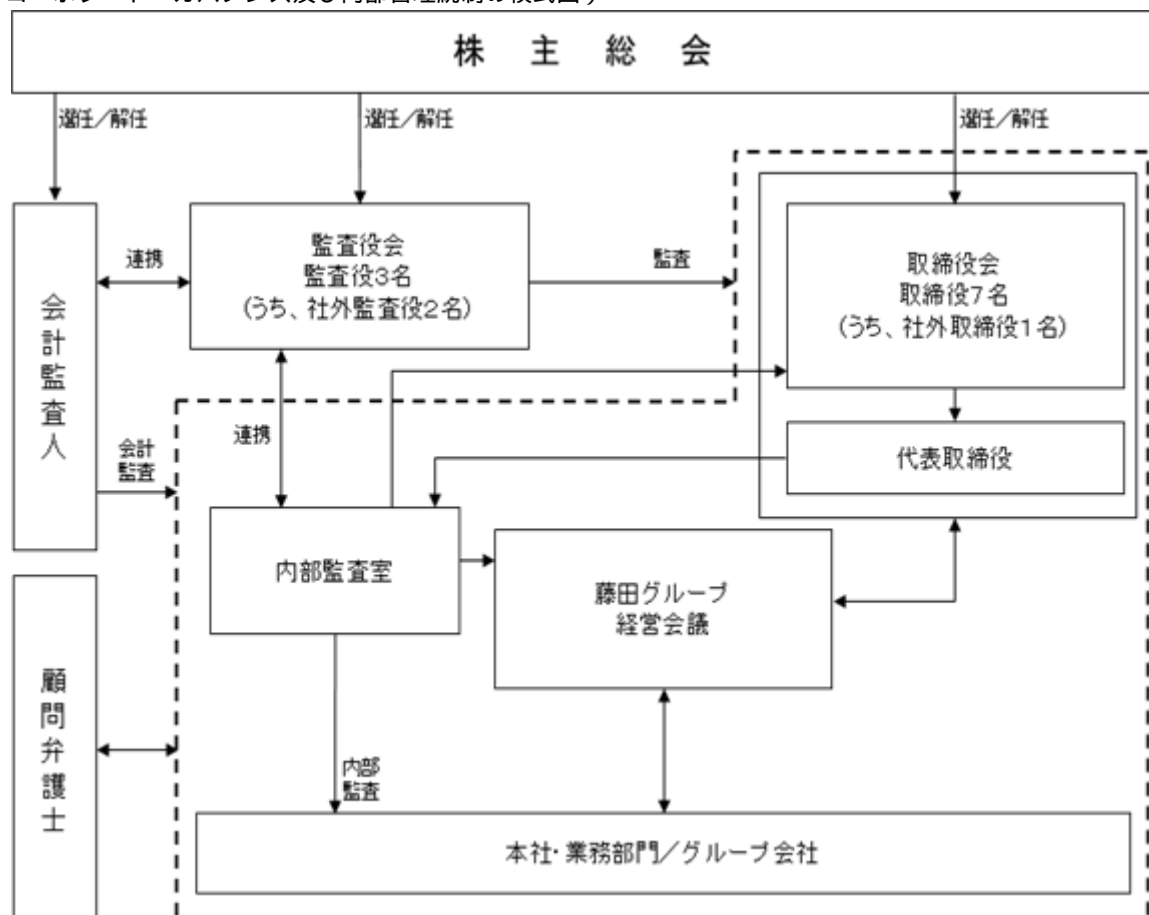 株主総会
選任／解任
選任／解任
選任／解任
会計監査人
連携
監査役会
監査役3名
(うち、社外監査役2名)
監査
取締役会
取締役7名
(うち、社外取締役1名)
連携
会計
監査
代表取締役
内部監査室
藤田グループ
経営会議
顧問弁護士
内部
監査
本社・業務部門／グループ会社